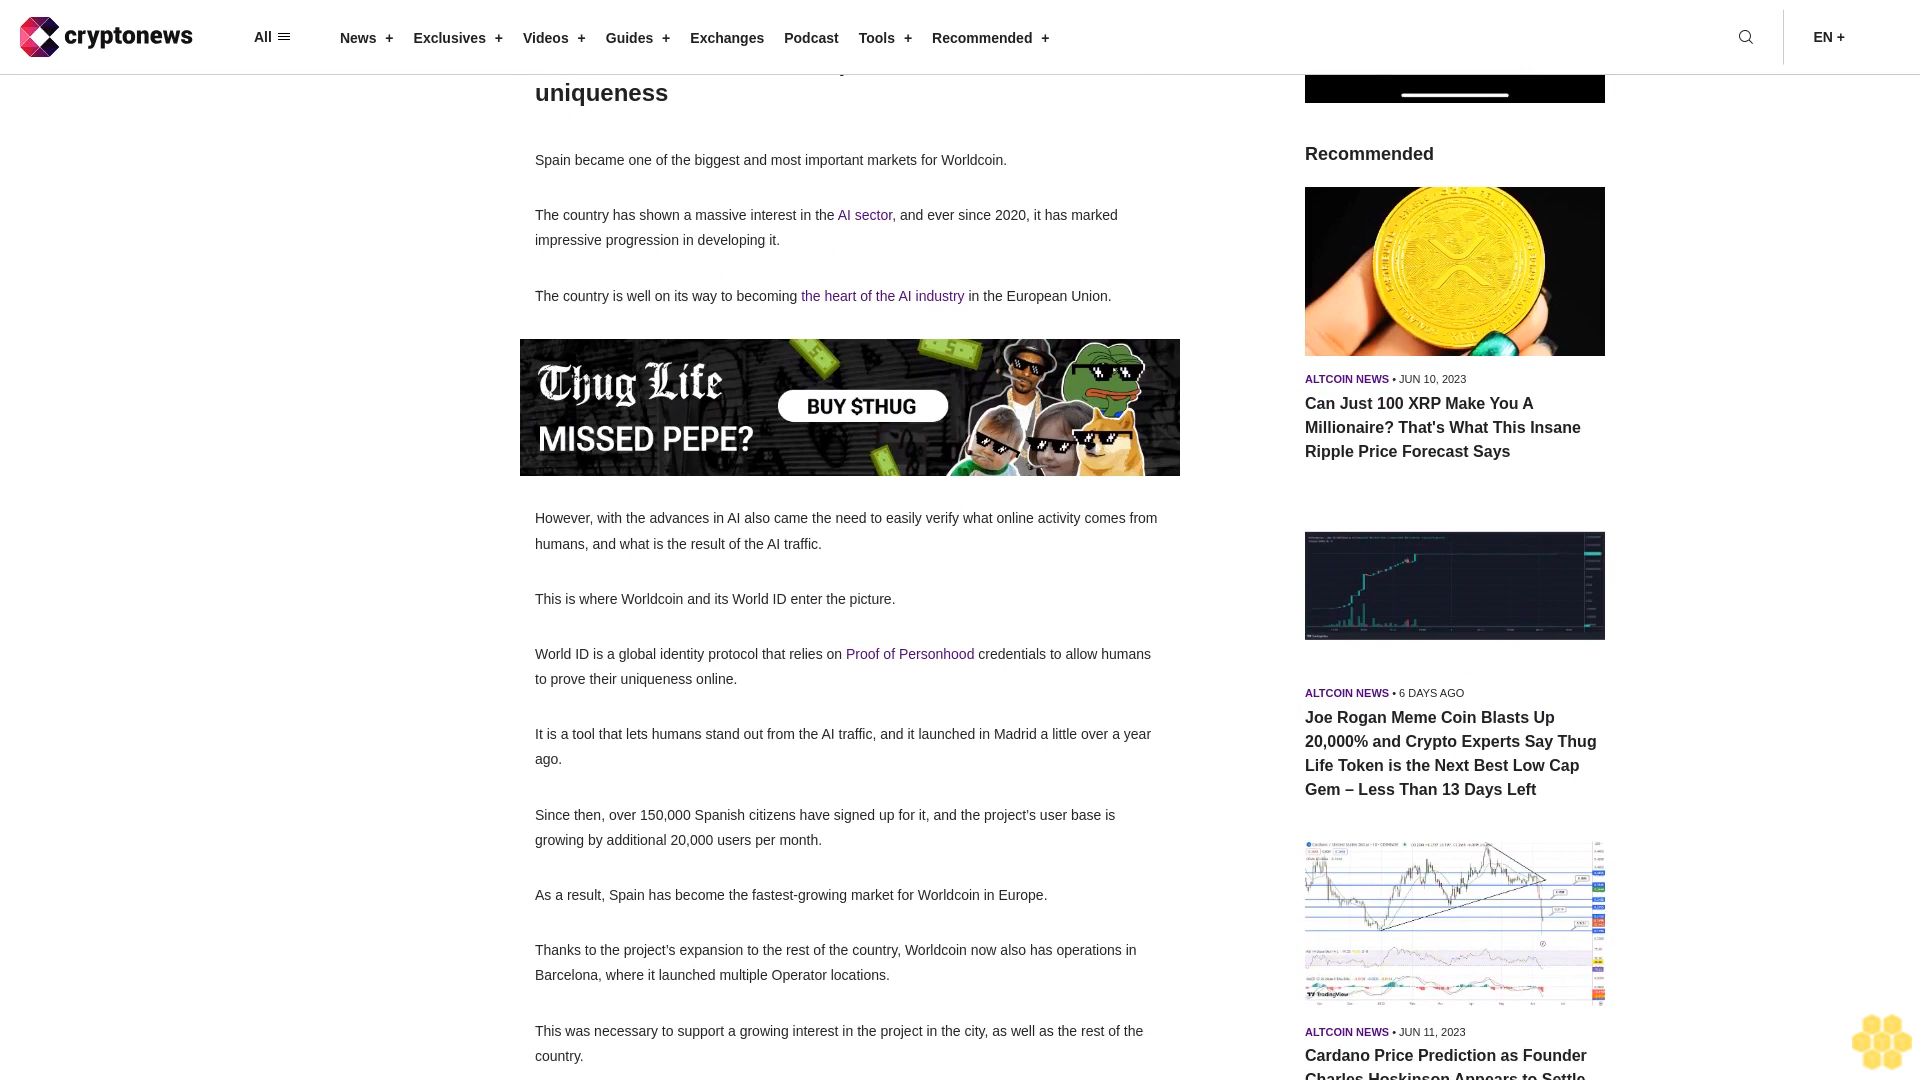 cryptonews
All
News +
Exclusives +
Videos +
Guides +
Exchanges
Podcast
Tools +
Recommended +
EN +
uniqueness
Spain became one of the biggest and most important markets for Worldcoin.
The country has shown a massive interest in the AI sector, and ever since 2020, it has marked
impressive progression in developing it.
The country is well on its way to becoming the heart of the AI industry in the European Union.
Thug Life
MISSED PEPE?
BUY $THUG
However, with the advances in AI also came the need to easily verify what online activity comes from
humans, and what is the result of the AI traffic.
This is where Worldcoin and its World ID enter the picture.
World ID is a global identity protocol that relies on Proof of Personhood credentials to allow humans
to prove their uniqueness online.
It is a tool that lets humans stand out from the AI traffic, and it launched in Madrid a little over a year
ago.
Since then, over 150,000 Spanish citizens have signed up for it, and the project’s user base is
growing by additional 20,000 users per month.
As a result, Spain has become the fastest-growing market for Worldcoin in Europe.
Thanks to the project’s expansion to the rest of the country, Worldcoin now also has operations in
Barcelona, where it launched multiple Operator locations.
This was necessary to support a growing interest in the project in the city, as well as the rest of the
country.
Recommended
ALTCOIN NEWS • JUN 10, 2023
Can Just 100 XRP Make You A
Millionaire? That's What This Insane
Ripple Price Forecast Says
ALTCOIN NEWS • 6 DAYS AGO
Joe Rogan Meme Coin Blasts Up
20,000% and Crypto Experts Say Thug
Life Token is the Next Best Low Cap
Gem – Less Than 13 Days Left
TradingView
ALTCOIN NEWS • JUN 11, 2023
Cardano Price Prediction as Founder
Charles Hoskinson Appears to Settle